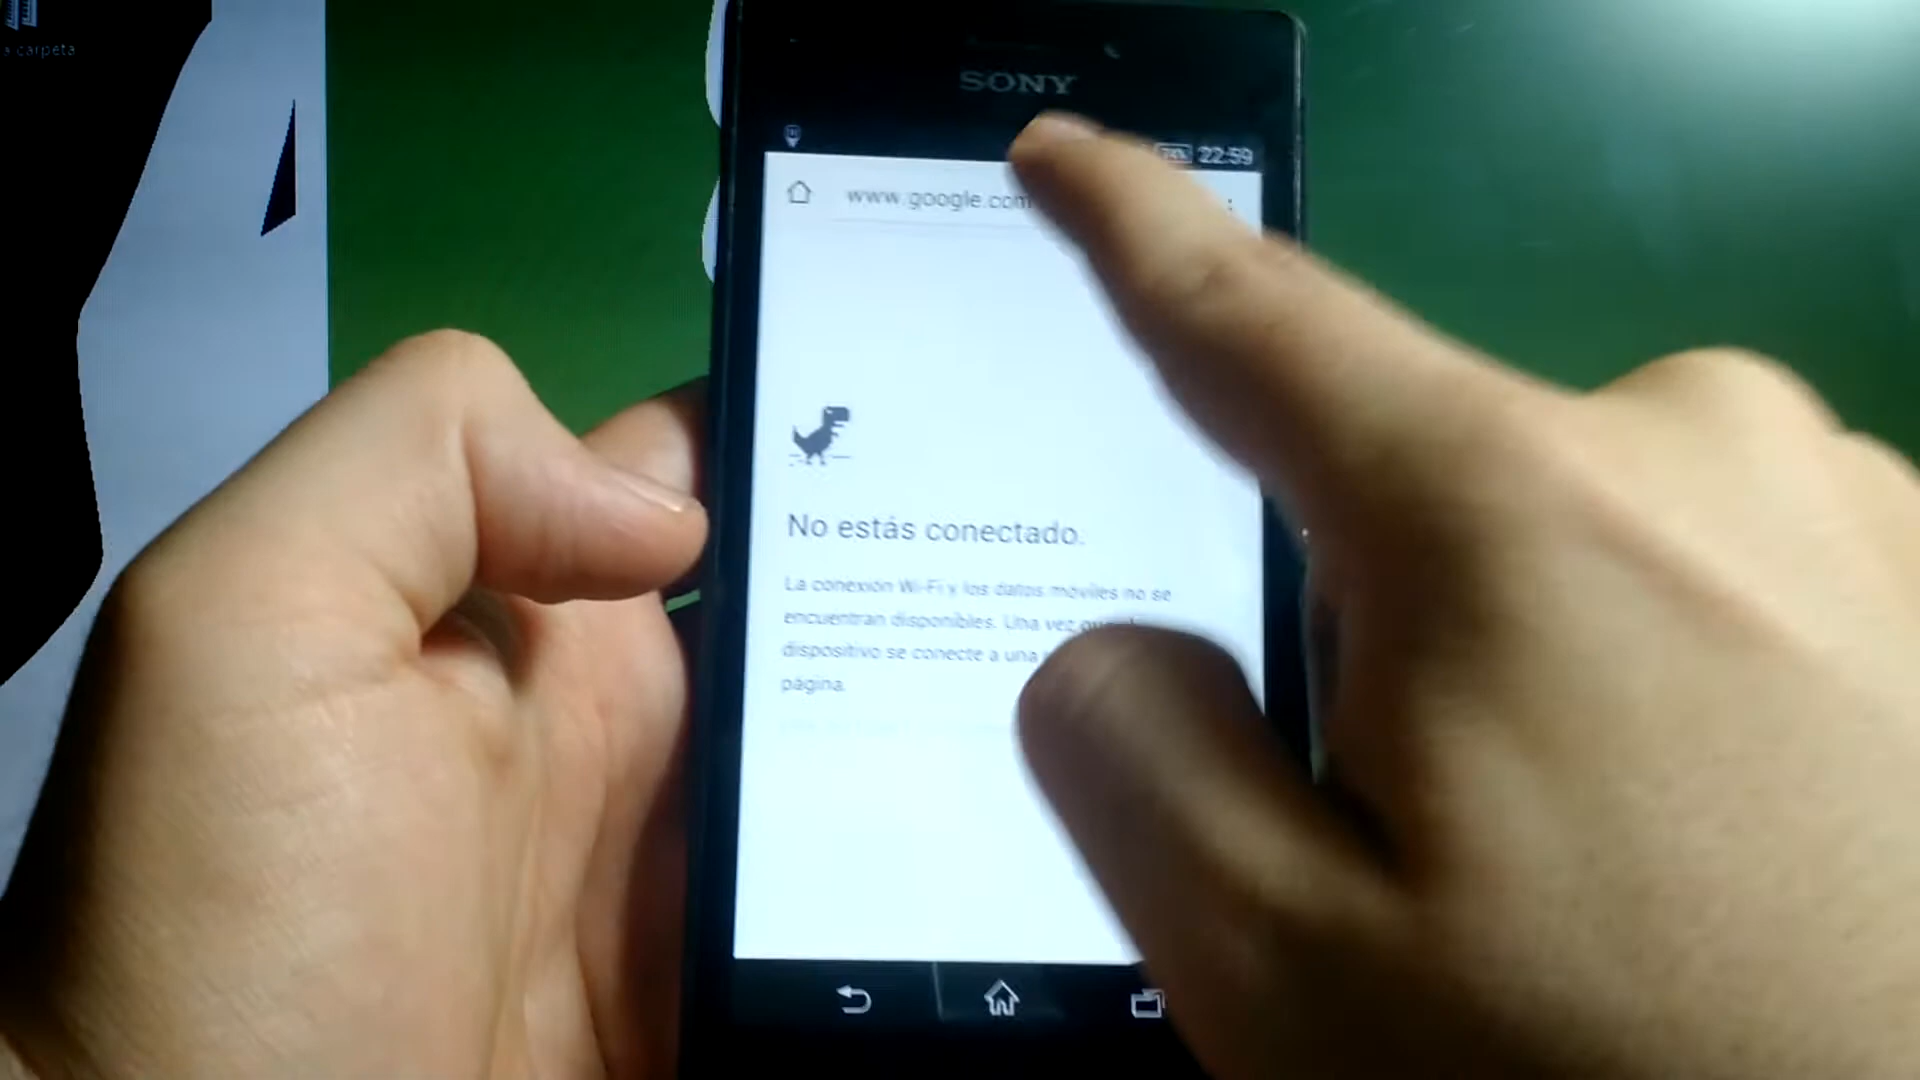 a carpeta
SONY
22:59
www.google.com
No estás conectado.
La conexión Wi-Fi y los datos móviles no se
encuentran disponibles. Una vez que
dispositivo se conecte a una
página.